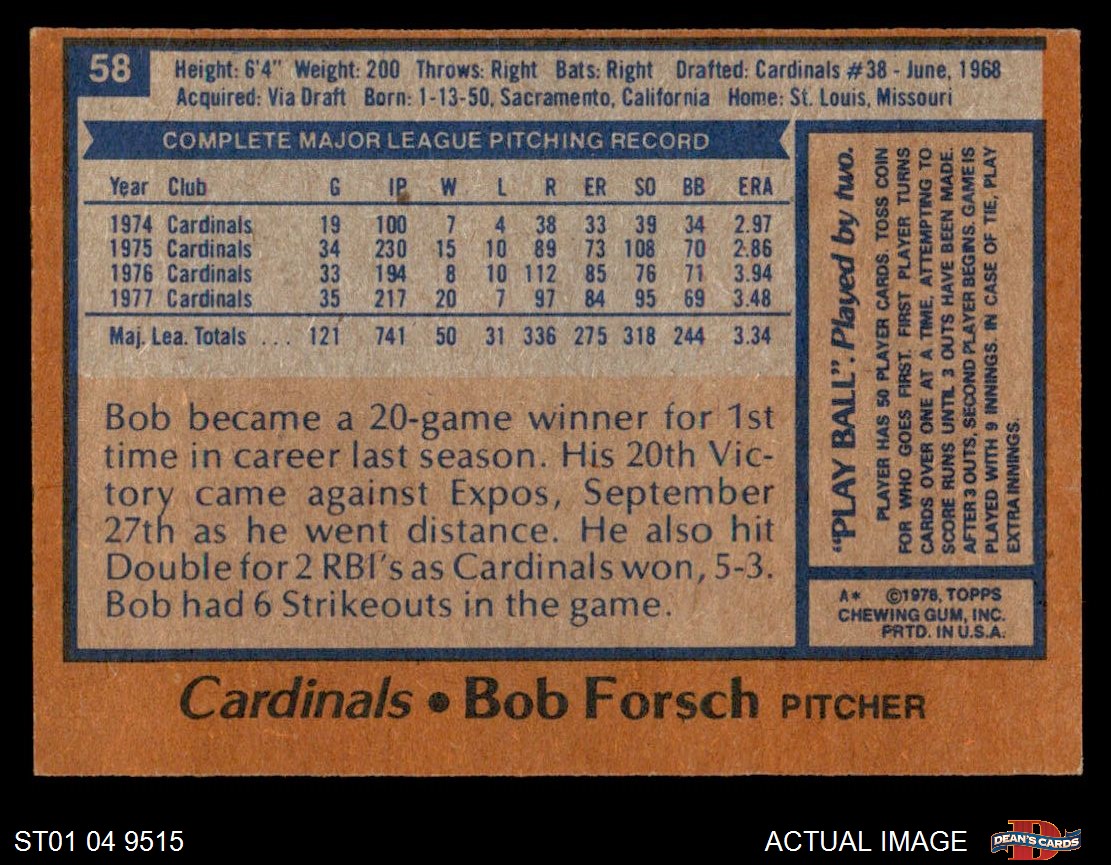 58
Height: 6'4" Weight: 200 Throws: Right Bats: Right Drafted: Cardinals #38 - June, 1968
Acquired: Via Draft Born: 1-13-50, Sacramento, California Home: St. Louis, Missouri
COMPLETE MAJOR LEAGUE PITCHING RECORD
Year Club G IP W L R ER SO BB ERA
1974 Cardinals 19 100 7 4 38 33 39 34 2.97
1975 Cardinals 34 230 15 10 89 73 108 70 2.86
1976 Cardinals 33 194 8 10 112 85 76 71 3.94
1977 Cardinals 35 217 20 7 97 84 95 69 3.48
Maj. Lea. Totals ... 121 741 50 31 336 275 318 244 3.34
Bob became a 20-game winner for 1st
time in career last season. His 20th Vic-
tory came against Expos, September
27th as he went distance. He also hit
Double for 2 RBI's as Cardinals won, 5-3.
Bob had 6 Strikeouts in the game.
"PLAY BALL". Played by two.
PLAYER HAS 50 PLAYER CARDS. TOSS COIN
FOR WHO GOES FIRST. FIRST PLAYER TURNS
CARDS OVER ONE AT A TIME, ATTEMPTING TO
SCORE RUNS UNTIL 3 OUTS HAVE BEEN MADE.
AFTER 3 OUTS, SECOND PLAYER BEGINS. GAME IS
PLAYED WITH 9 INNINGS. IN CASE OF TIE, PLAY
EXTRA INNINGS.
A* ©1978, TOPPS
CHEWING GUM, INC.
PRTD. IN U.S.A.
Cardinals • Bob Forsch PITCHER
ST01 04 9515
ACTUAL IMAGE
DEAN'S CARDS